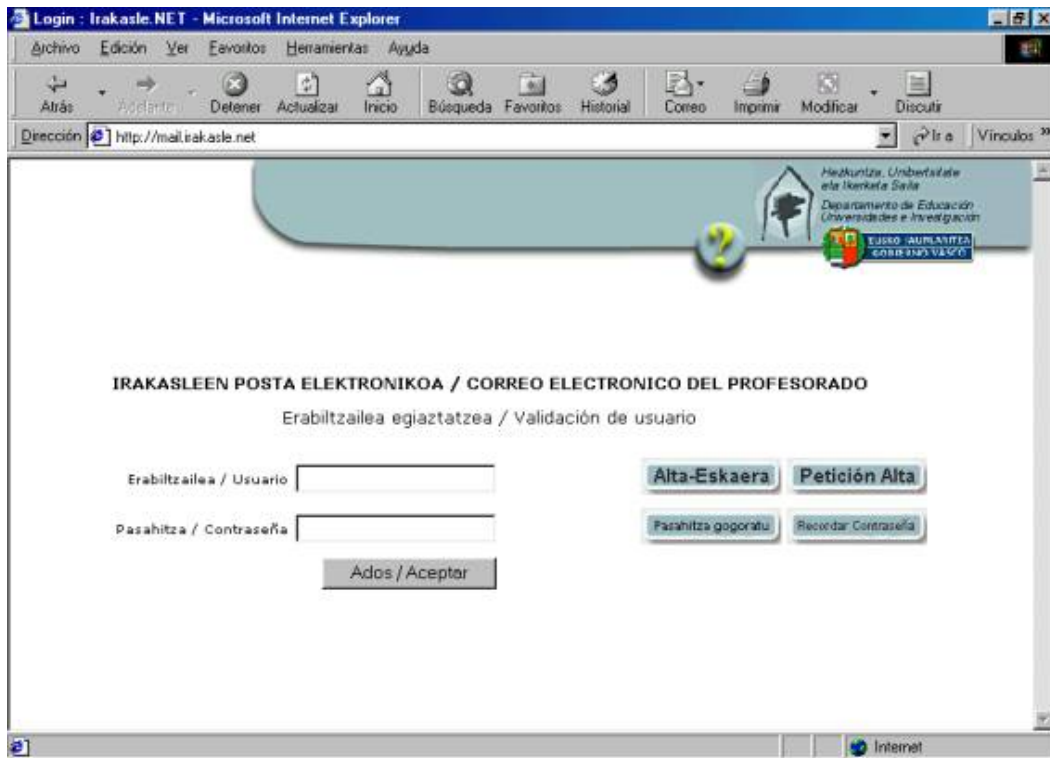 Login : Irakasle.NET - Microsoft Internet Explorer
Archivo Edición Ver Favoritos Herramientas Ayuda
Atrás Adelante Detener Actualizar Inicio Búsqueda Favoritos Historial Correo Imprimir Modificar Discutir
Dirección http://mail.irakasle.net Ir a Vínculos »
Hezkuntza, Unibertsitate
eta Ikerketa Saila
Departamento de Educación
Universidades e Investigación
?
EUSKO JAURLARITZA
GOBIERNO VASCO
IRAKASLEEN POSTA ELEKTRONIKOA / CORREO ELECTRONICO DEL PROFESORADO
Erabiltzailea egiaztatzea / Validación de usuario
Erabiltzailea / Usuario Alta-Eskaera Petición Alta
Pasahitza / Contraseña Pasahitza gogoratu Recordar Contraseña
Ados / Aceptar
Internet